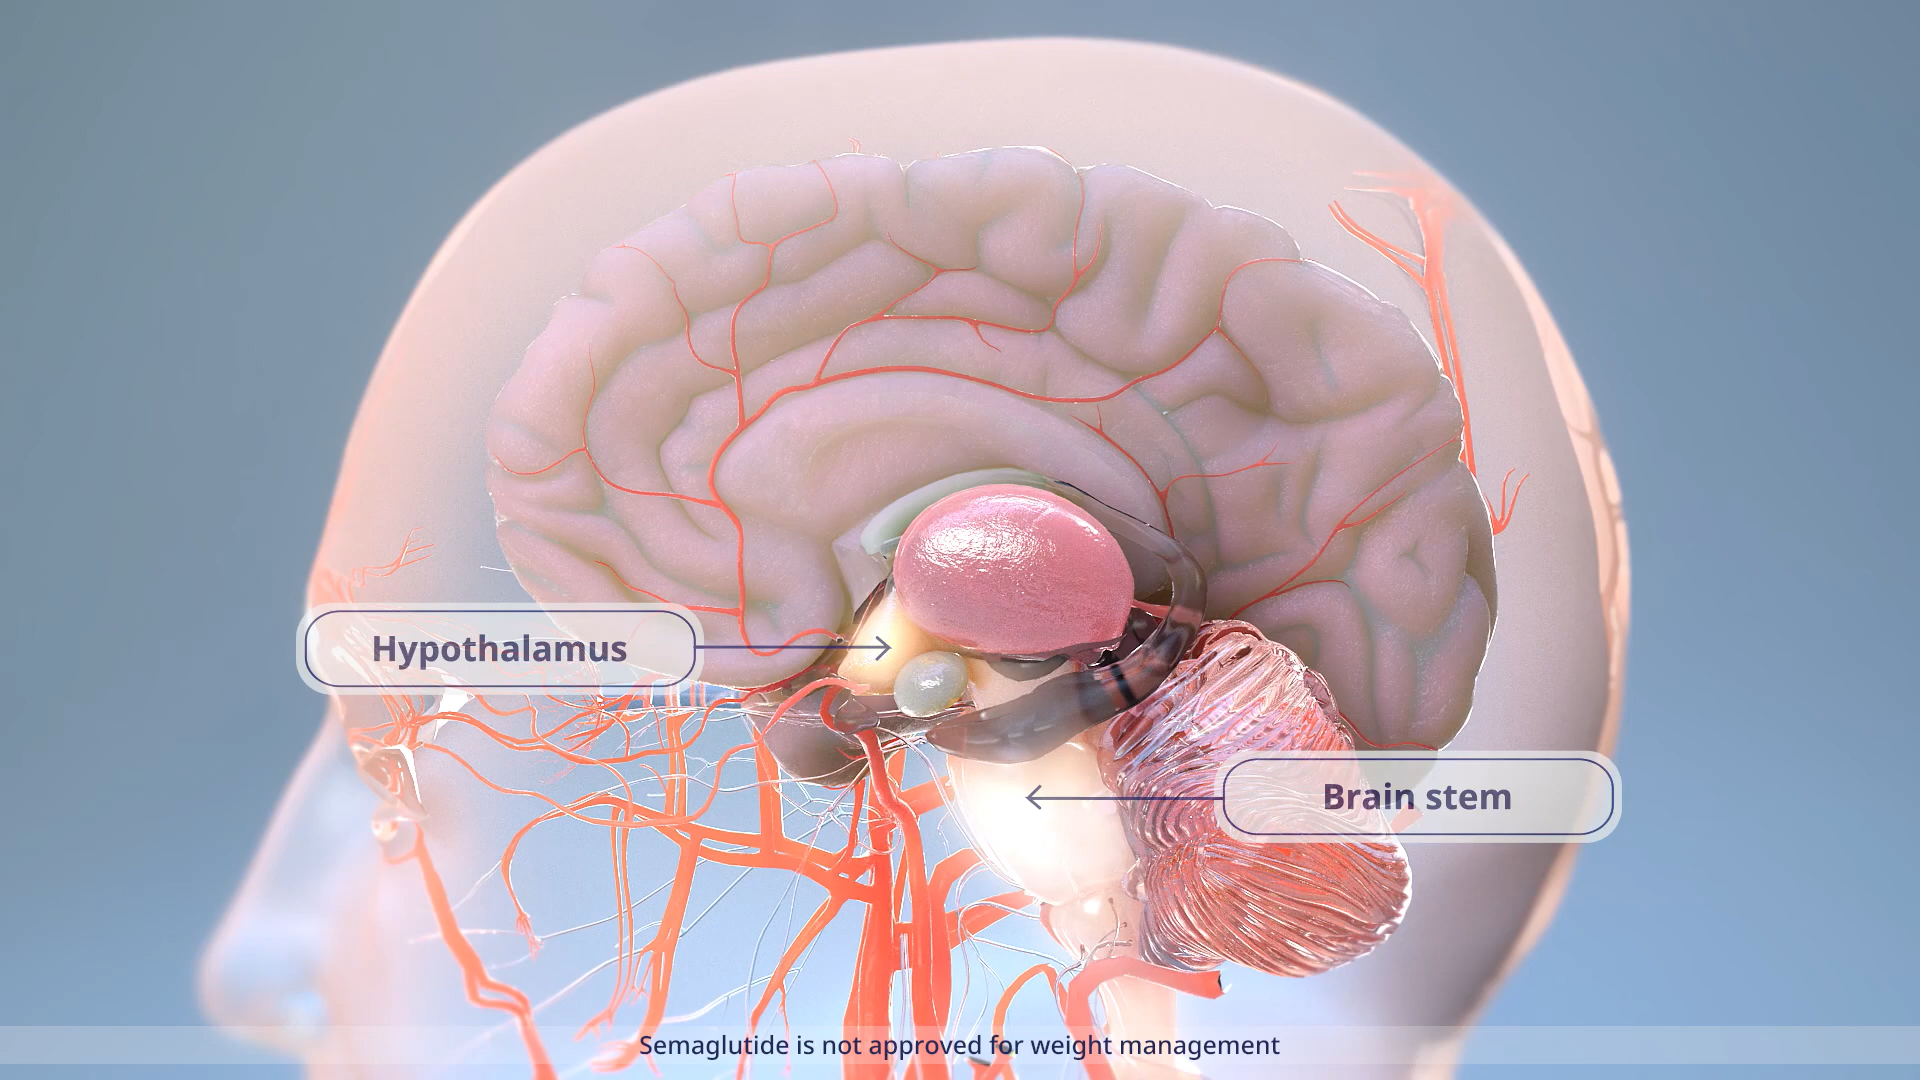 Hypothalamus
Brain stem
Semaglutide is not approved for weight management